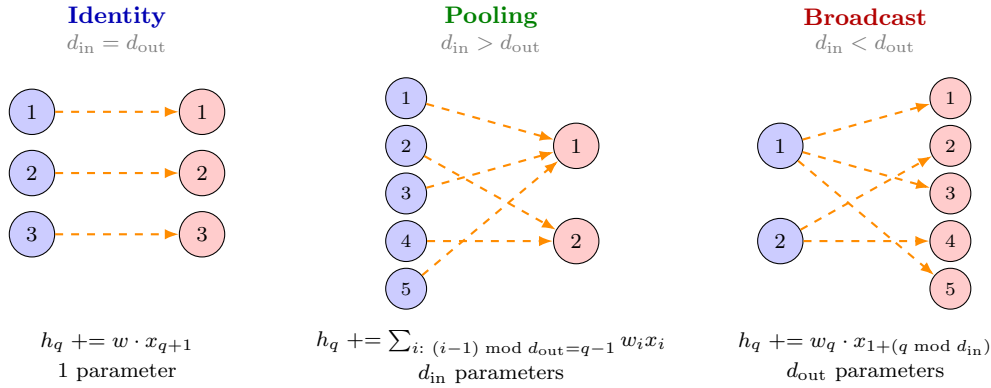 Identity
d_in = d_out
1 1
2 2
3 3
h_q += w · x_{q+1}
1 parameter
Pooling
d_in > d_out
1
2
3
4
5
1
2
h_q += ∑_{i: (i−1) mod d_out=q−1} w_i x_i
d_in parameters
Broadcast
d_in < d_out
1
2
1
2
3
4
5
h_q += w_q · x_{1+(q mod d_in)}
d_out parameters